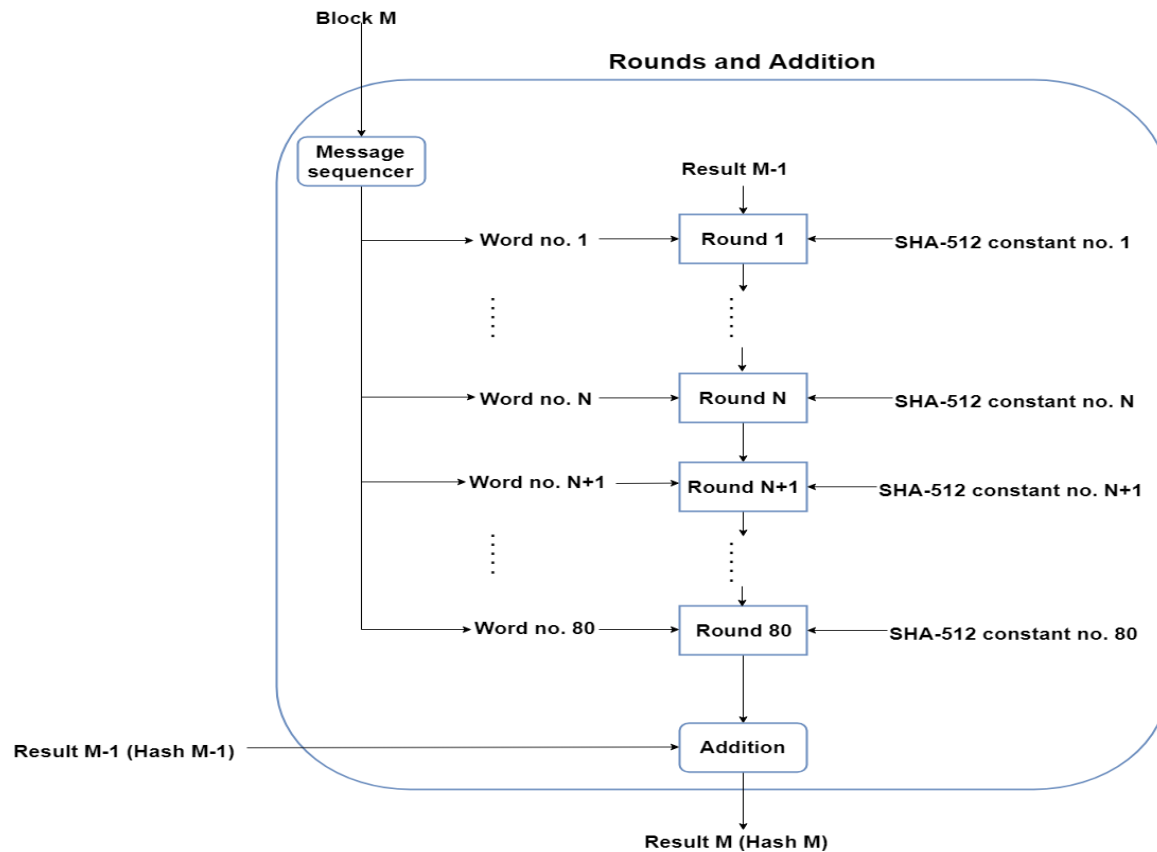 Block M
Rounds and Addition
Message
sequencer
Result M-1
Word no. 1
Round 1
SHA-512 constant no. 1
Word no. N
Round N
SHA-512 constant no. N
Word no. N+1
Round N+1
SHA-512 constant no. N+1
Word no. 80
Round 80
SHA-512 constant no. 80
Result M-1 (Hash M-1)
Addition
Result M (Hash M)